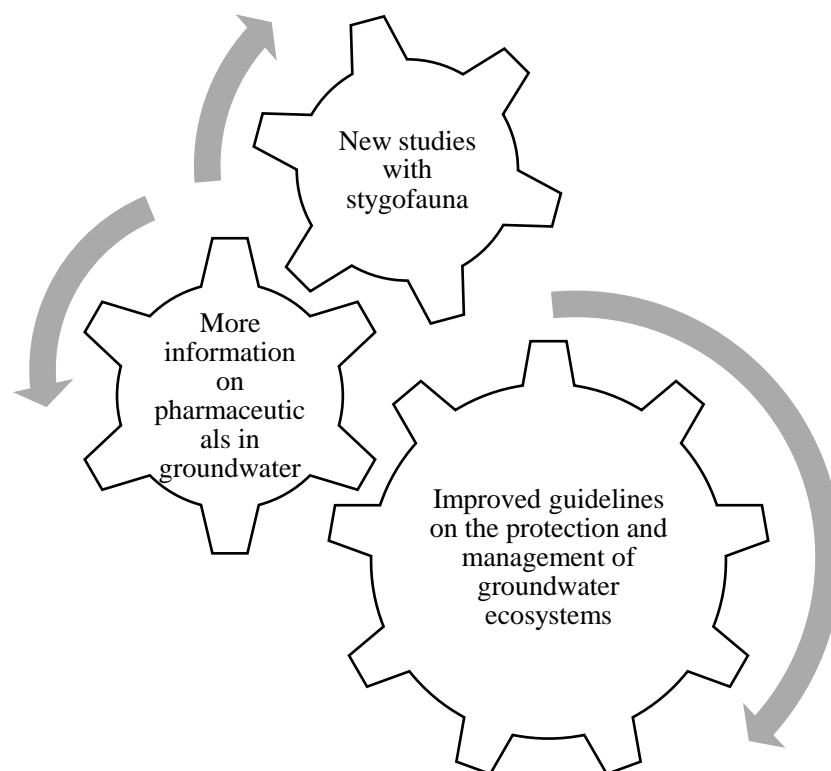 New studies
with
stygofauna
More
information
on
pharmaceutic
als in
groundwater
Improved guidelines
on the protection and
management of
groundwater
ecosystems